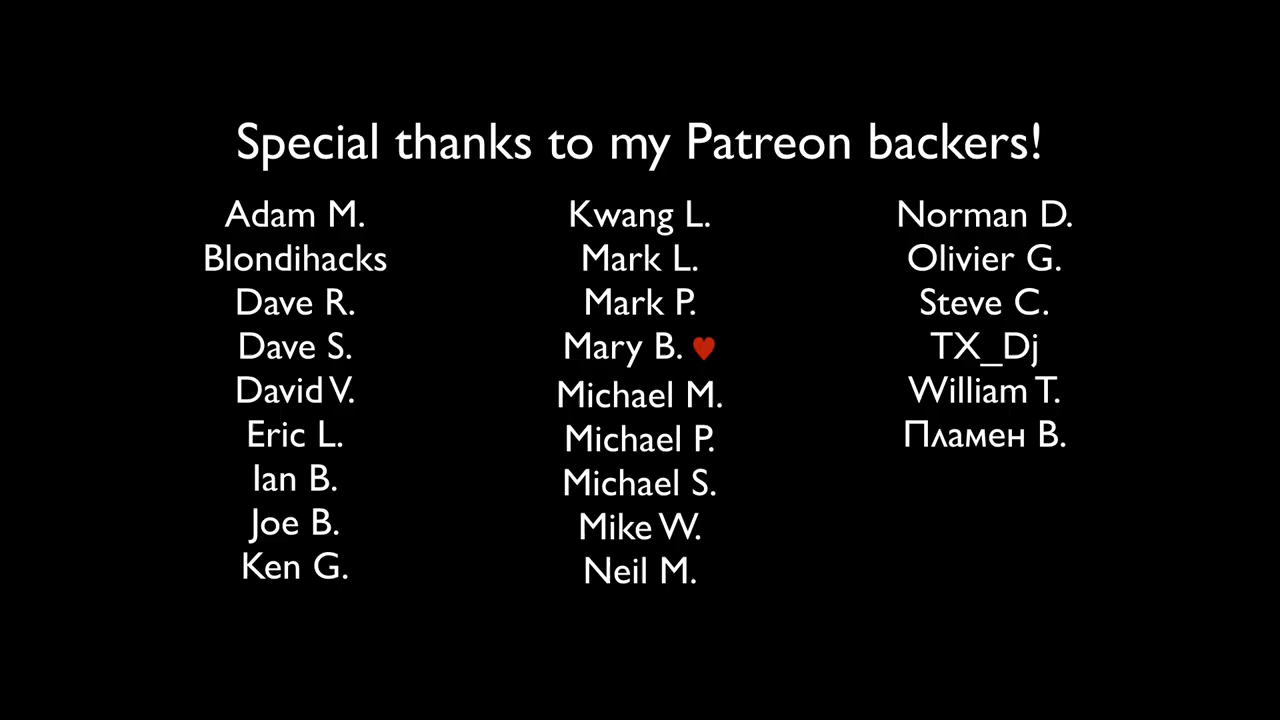 Special thanks to my Patreon backers!
Adam M.
Blondihacks
Dave R.
Dave S.
David V.
Eric L.
Ian B.
Joe B.
Ken G.
Kwang L.
Mark L.
Mark P.
Mary B. ♥
Michael M.
Michael P.
Michael S.
Mike W.
Neil M.
Norman D.
Olivier G.
Steve C.
TX_Dj
William T.
Пламен В.